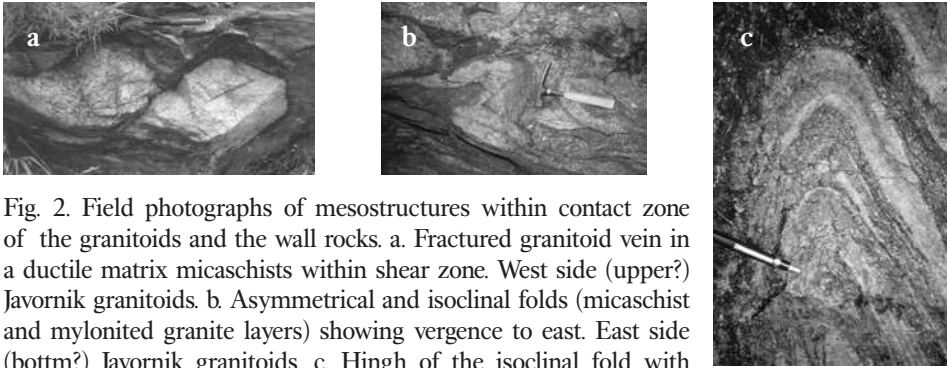 a
b
c
Fig. 2. Field photographs of mesostructures within contact zone
of the granitoids and the wall rocks. a. Fractured granitoid vein in
a ductile matrix micaschists within shear zone. West side (upper?)
Javornik granitoids. b. Asymmetrical and isoclinal folds (micaschist
and mylonited granite layers) showing vergence to east. East side
(bottm?) Javornik granitoids. c. Hingh of the isoclinal fold with